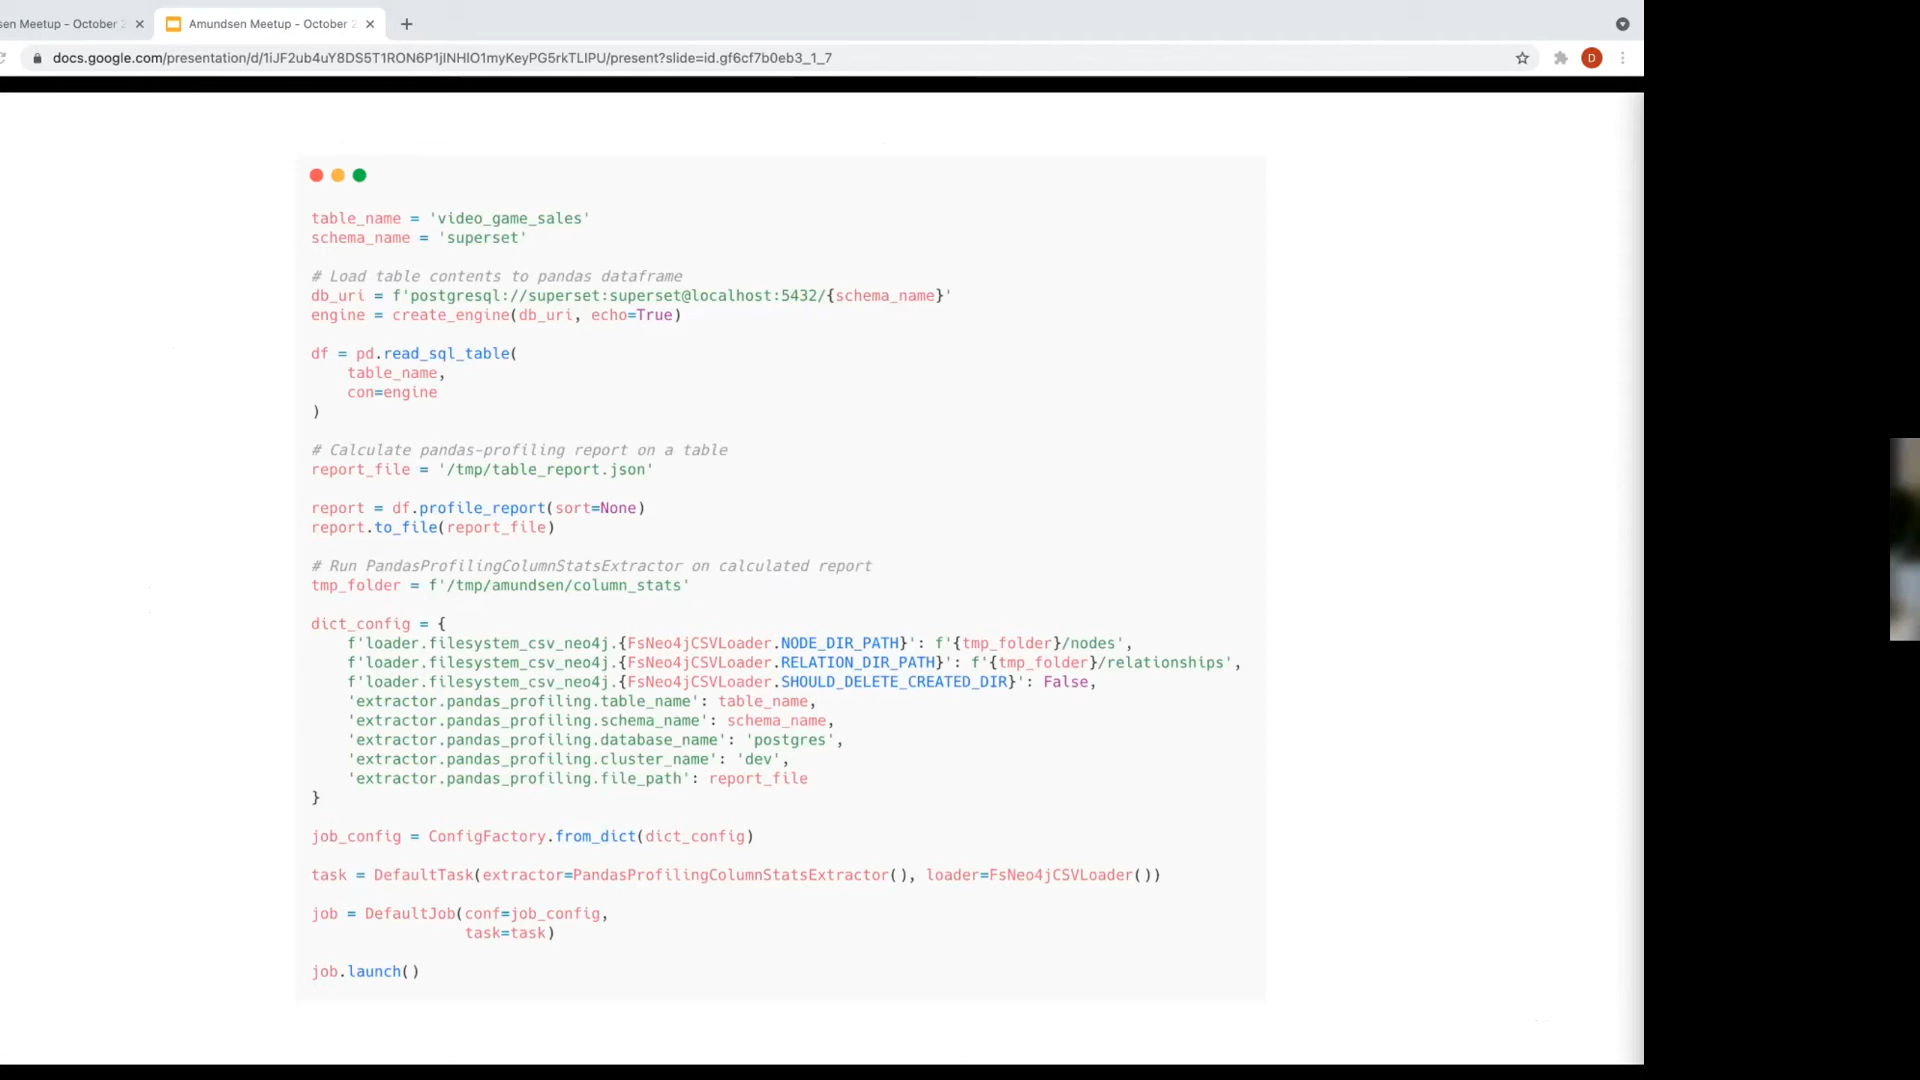 sen Meetup - October 2
Amundsen Meetup - October 2
docs.google.com/presentation/d/1iJF2ub4uY8DS5T1RON6P1jlNHlO1myKeyPG5rkTLIPU/present?slide=id.gf6cf7b0eb3_1_7
D
table_name = 'video_game_sales'
schema_name = 'superset'
# Load table contents to pandas dataframe
db_uri = f'postgresql://superset:superset@localhost:5432/{schema_name}'
engine = create_engine(db_uri, echo=True)
df = pd.read_sql_table(
    table_name,
    con=engine
)
# Calculate pandas-profiling report on a table
report_file = '/tmp/table_report.json'
report = df.profile_report(sort=None)
report.to_file(report_file)
# Run PandasProfilingColumnStatsExtractor on calculated report
tmp_folder = f'/tmp/amundsen/column_stats'
dict_config = {
    f'loader.filesystem_csv_neo4j.{FsNeo4jCSVLoader.NODE_DIR_PATH}': f'{tmp_folder}/nodes',
    f'loader.filesystem_csv_neo4j.{FsNeo4jCSVLoader.RELATION_DIR_PATH}': f'{tmp_folder}/relationships',
    f'loader.filesystem_csv_neo4j.{FsNeo4jCSVLoader.SHOULD_DELETE_CREATED_DIR}': False,
    'extractor.pandas_profiling.table_name': table_name,
    'extractor.pandas_profiling.schema_name': schema_name,
    'extractor.pandas_profiling.database_name': 'postgres',
    'extractor.pandas_profiling.cluster_name': 'dev',
    'extractor.pandas_profiling.file_path': report_file
}
job_config = ConfigFactory.from_dict(dict_config)
task = DefaultTask(extractor=PandasProfilingColumnStatsExtractor(), loader=FsNeo4jCSVLoader())
job = DefaultJob(conf=job_config,
                 task=task)
job.launch()